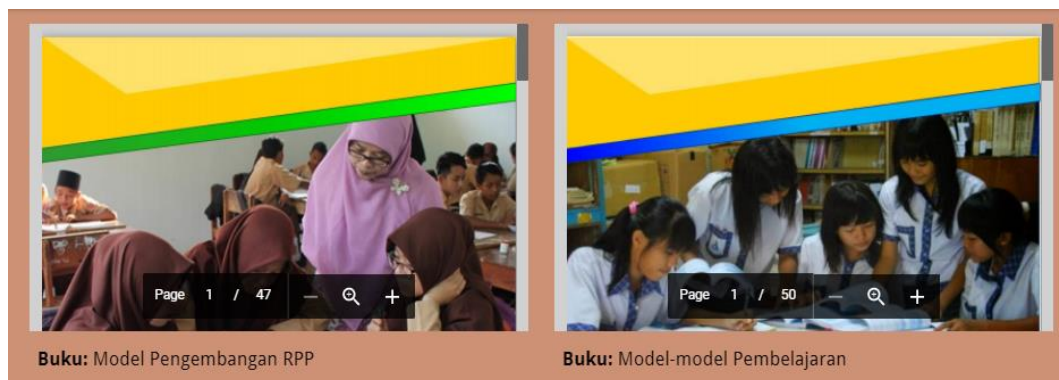 Page 1 / 47 − +
Page 1 / 50 − +
Buku: Model Pengembangan RPP
Buku: Model-model Pembelajaran